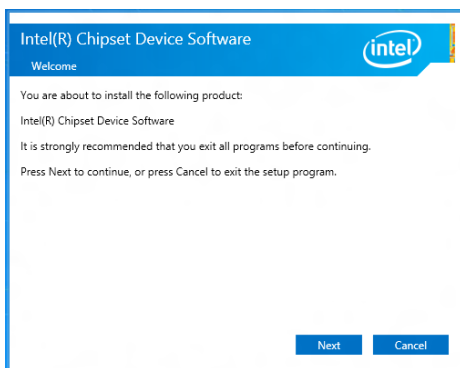 Intel(R) Chipset Device Software
intel
Welcome
You are about to install the following product:
Intel(R) Chipset Device Software
It is strongly recommended that you exit all programs before continuing.
Press Next to continue, or press Cancel to exit the setup program.
Next Cancel